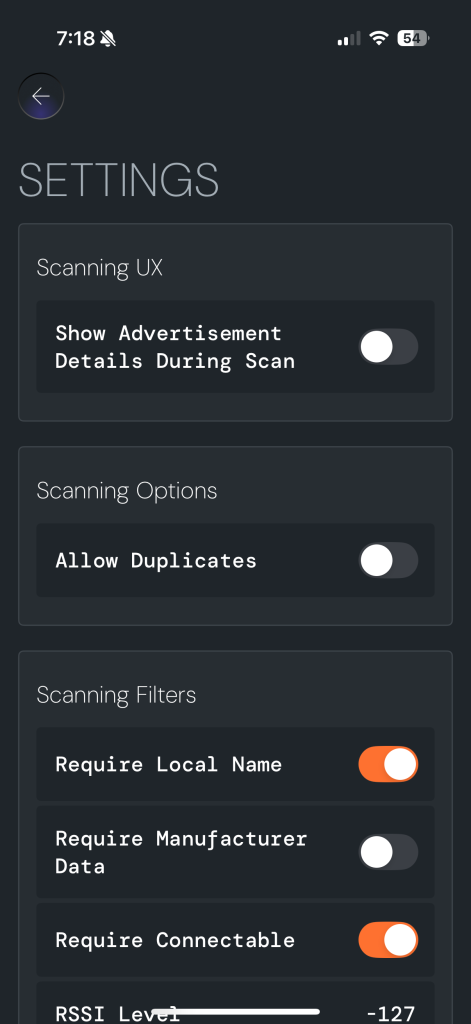 7:18
54
SETTINGS
Scanning UX
Show Advertisement
Details During Scan
Scanning Options
Allow Duplicates
Scanning Filters
Require Local Name
Require Manufacturer
Data
Require Connectable
RSSI Level -127